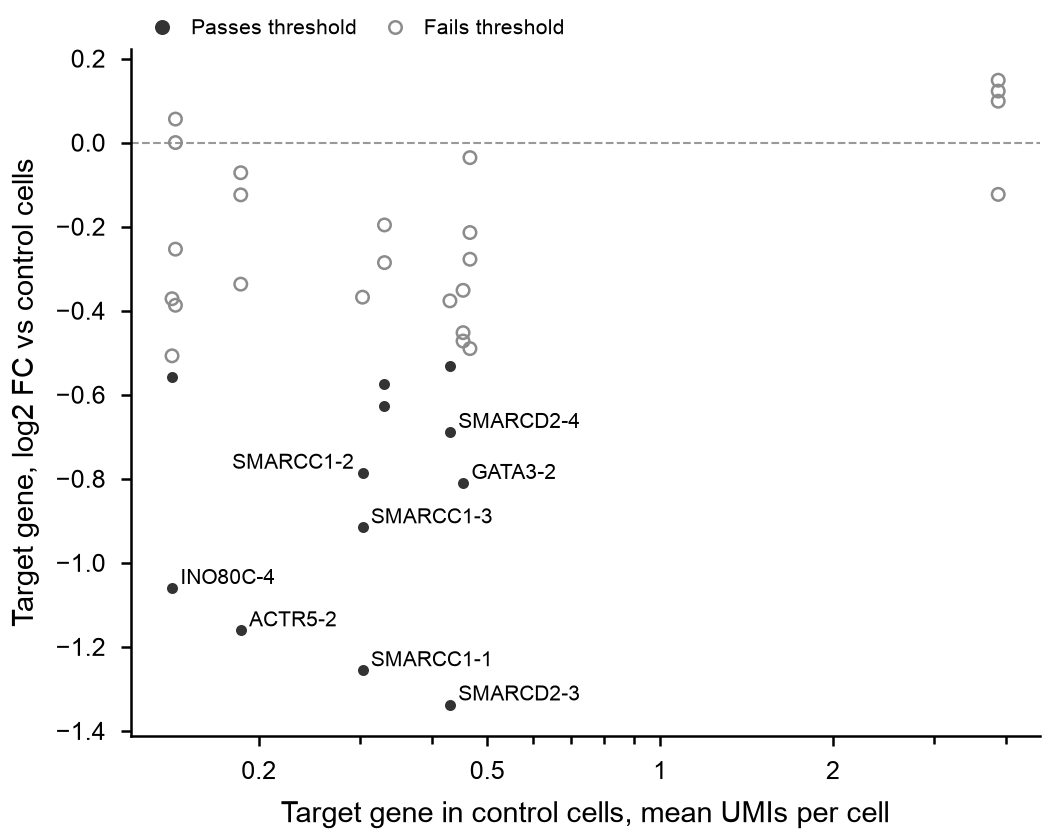 Passes threshold
Fails threshold
0.2
0.0
−0.2
−0.4
−0.6
−0.8
−1.0
−1.2
−1.4
Target gene, log2 FC vs control cells
SMARCD2-4
SMARCC1-2
GATA3-2
SMARCC1-3
INO80C-4
ACTR5-2
SMARCC1-1
SMARCD2-3
0.2
0.5
1
2
Target gene in control cells, mean UMIs per cell